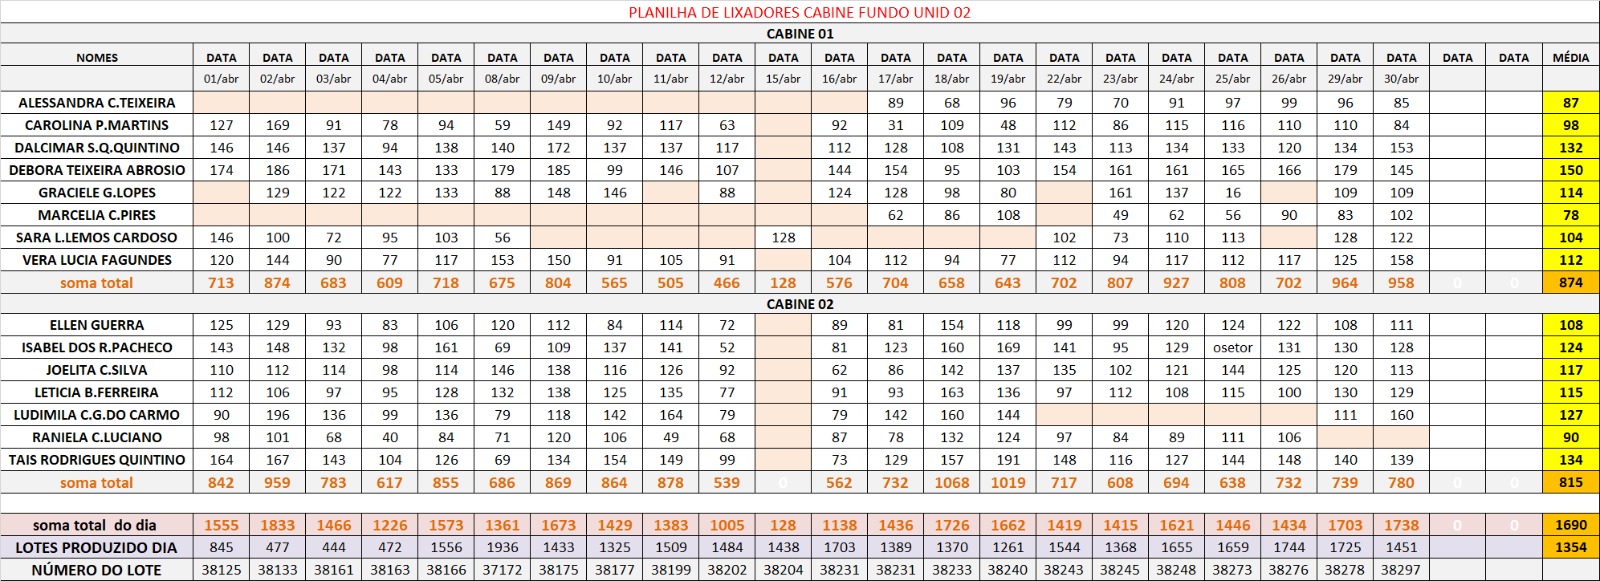 PLANILHA DE LIXADORES CABINE FUNDO UNID 02
CABINE 01
NOMES DATA DATA DATA DATA DATA DATA DATA DATA DATA DATA DATA DATA DATA DATA DATA DATA DATA DATA DATA DATA DATA DATA DATA DATA MÉDIA
01/abr 02/abr 03/abr 04/abr 05/abr 08/abr 09/abr 10/abr 11/abr 12/abr 15/abr 16/abr 17/abr 18/abr 19/abr 22/abr 23/abr 24/abr 25/abr 26/abr 29/abr 30/abr
ALESSANDRA C.TEIXEIRA 89 68 96 79 70 91 97 99 96 85 87
CAROLINA P.MARTINS 127 169 91 78 94 59 149 92 117 63 92 31 109 48 112 86 115 116 110 110 84 98
DALCIMAR S.Q.QUINTINO 146 146 137 94 138 140 172 137 137 117 112 128 108 131 143 113 134 133 120 134 153 132
DEBORA TEIXEIRA ABROSIO 174 186 171 143 133 179 185 99 146 107 144 154 95 103 154 161 161 165 166 179 145 150
GRACIELE G.LOPES 129 122 122 133 88 148 146 88 124 128 98 80 161 137 16 109 109 114
MARCELIA C.PIRES 62 86 108 49 62 56 90 83 102 78
SARA L.LEMOS CARDOSO 146 100 72 95 103 56 128 102 73 110 113 128 122 104
VERA LUCIA FAGUNDES 120 144 90 77 117 153 150 91 105 91 104 112 94 77 112 94 117 112 117 125 158 112
soma total 713 874 683 609 718 675 804 565 505 466 128 576 704 658 643 702 807 927 808 702 964 958 0 0 874
CABINE 02
ELLEN GUERRA 125 129 93 83 106 120 112 84 114 72 89 81 154 118 99 99 120 124 122 108 111 108
ISABEL DOS R.PACHECO 143 148 132 98 161 69 109 137 141 52 81 123 160 169 141 95 129 osetor 131 130 128 124
JOELITA C.SILVA 110 112 114 98 114 146 138 116 126 92 62 86 142 137 135 102 121 144 125 120 113 117
LETICIA B.FERREIRA 112 106 97 95 128 132 138 125 135 77 91 93 163 136 97 112 108 115 100 130 129 115
LUDIMILA C.G.DO CARMO 90 196 136 99 136 79 118 142 164 79 79 142 160 144 111 160 127
RANIELA C.LUCIANO 98 101 68 40 84 71 120 106 49 68 87 78 132 124 97 84 89 111 106 90
TAIS RODRIGUES QUINTINO 164 167 143 104 126 69 134 154 149 99 73 129 157 191 148 116 127 144 148 140 139 134
soma total 842 959 783 617 855 686 869 864 878 539 0 562 732 1068 1019 717 608 694 638 732 739 780 0 0 815
soma total do dia 1555 1833 1466 1226 1573 1361 1673 1429 1383 1005 128 1138 1436 1726 1662 1419 1415 1621 1446 1434 1703 1738 0 0 1690
LOTES PRODUZIDO DIA 845 477 444 472 1556 1936 1433 1325 1509 1484 1438 1703 1389 1370 1261 1544 1368 1655 1659 1744 1725 1451 1354
NÚMERO DO LOTE 38125 38133 38161 38163 38166 37172 38175 38177 38199 38202 38204 38231 38231 38233 38240 38243 38245 38248 38273 38276 38278 38297